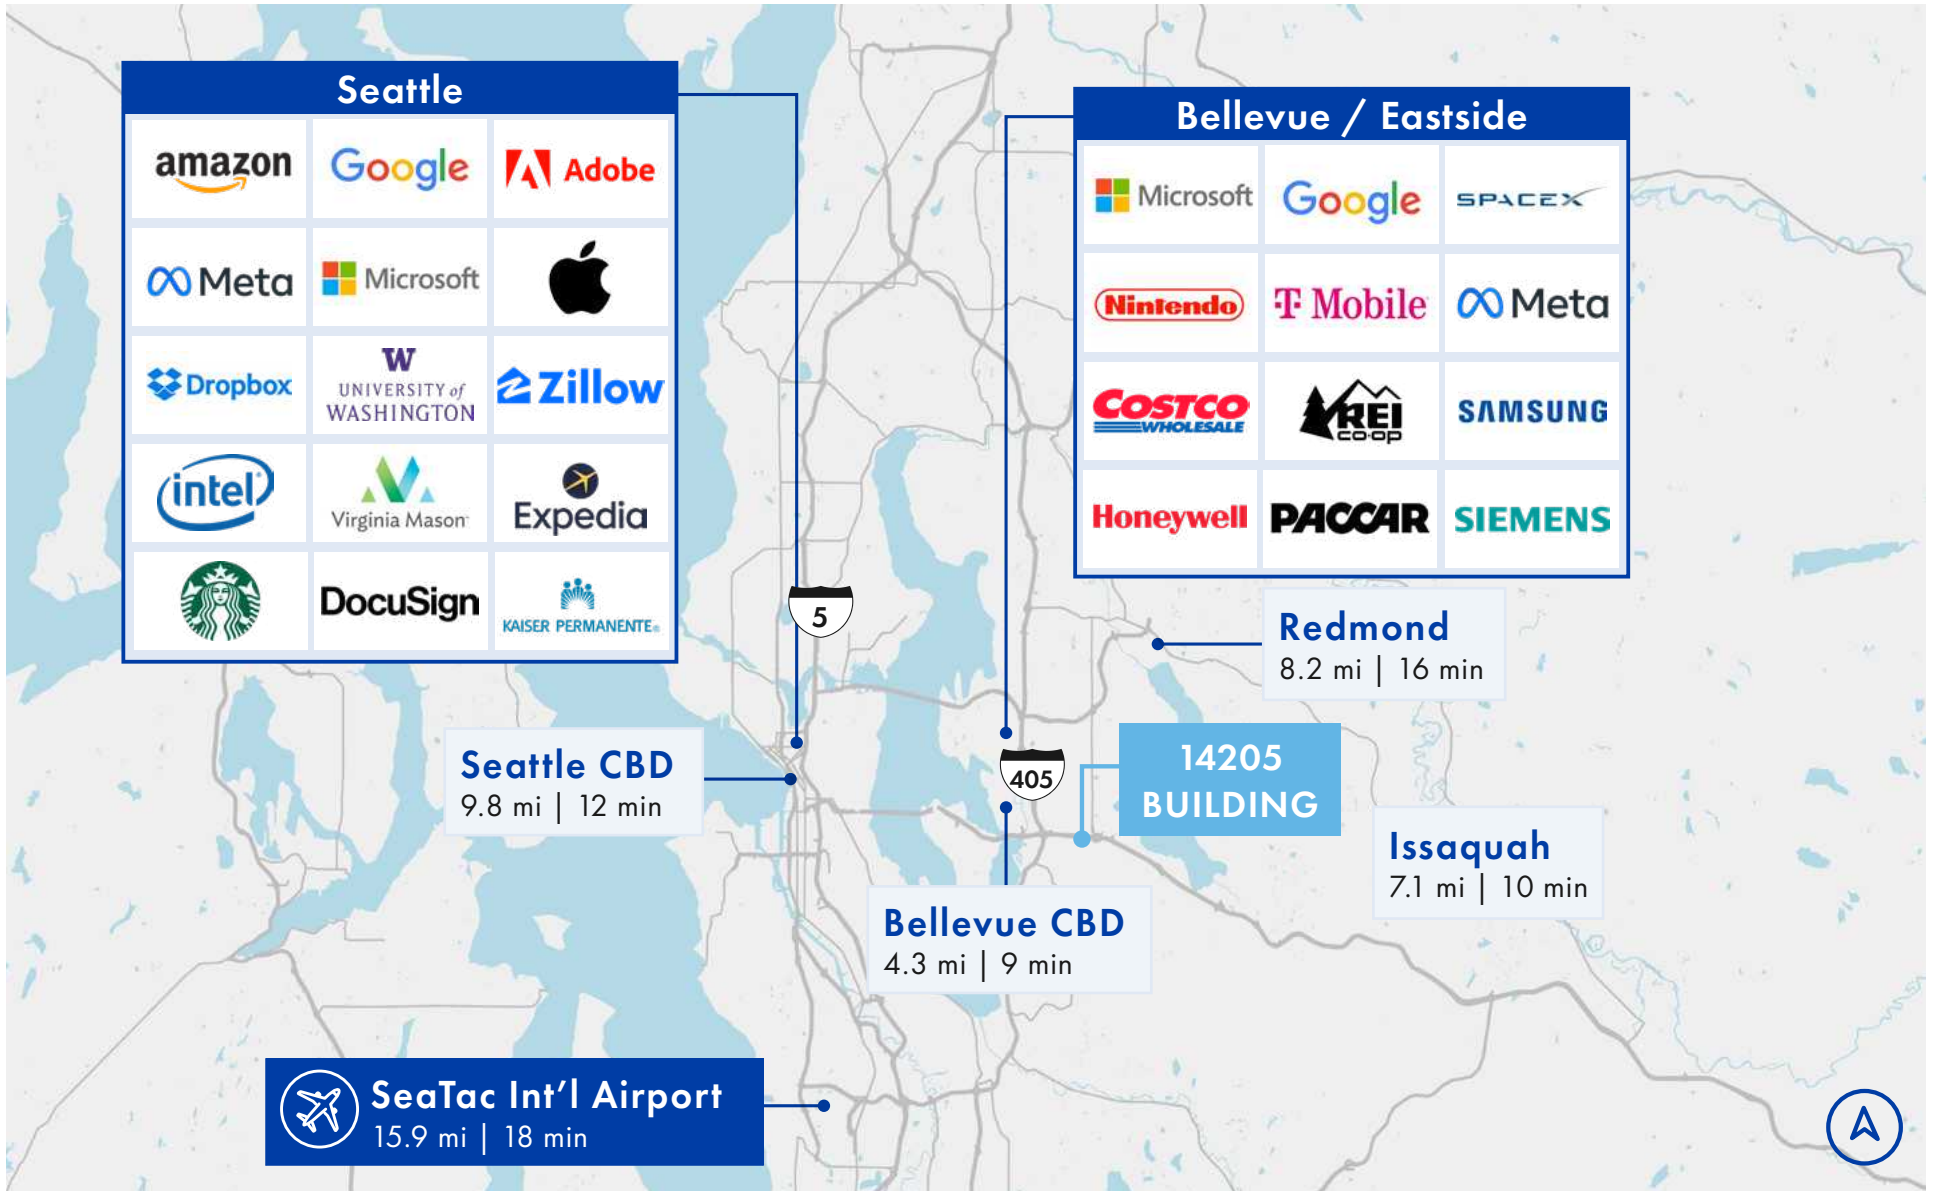 Seattle
amazon
Google
Adobe
Meta
Microsoft
Dropbox
W
UNIVERSITY of
WASHINGTON
Zillow
intel
Virginia Mason
Expedia
DocuSign
KAISER PERMANENTE®
Bellevue / Eastside
Microsoft
Google
SPACEX
Nintendo
T Mobile
Meta
COSTCO
WHOLESALE
REI
CO·OP
SAMSUNG
Honeywell
PACCAR
SIEMENS
5
Redmond
8.2 mi | 16 min
Seattle CBD
9.8 mi | 12 min
405
14205
BUILDING
Issaquah
7.1 mi | 10 min
Bellevue CBD
4.3 mi | 9 min
SeaTac Int'l Airport
15.9 mi | 18 min